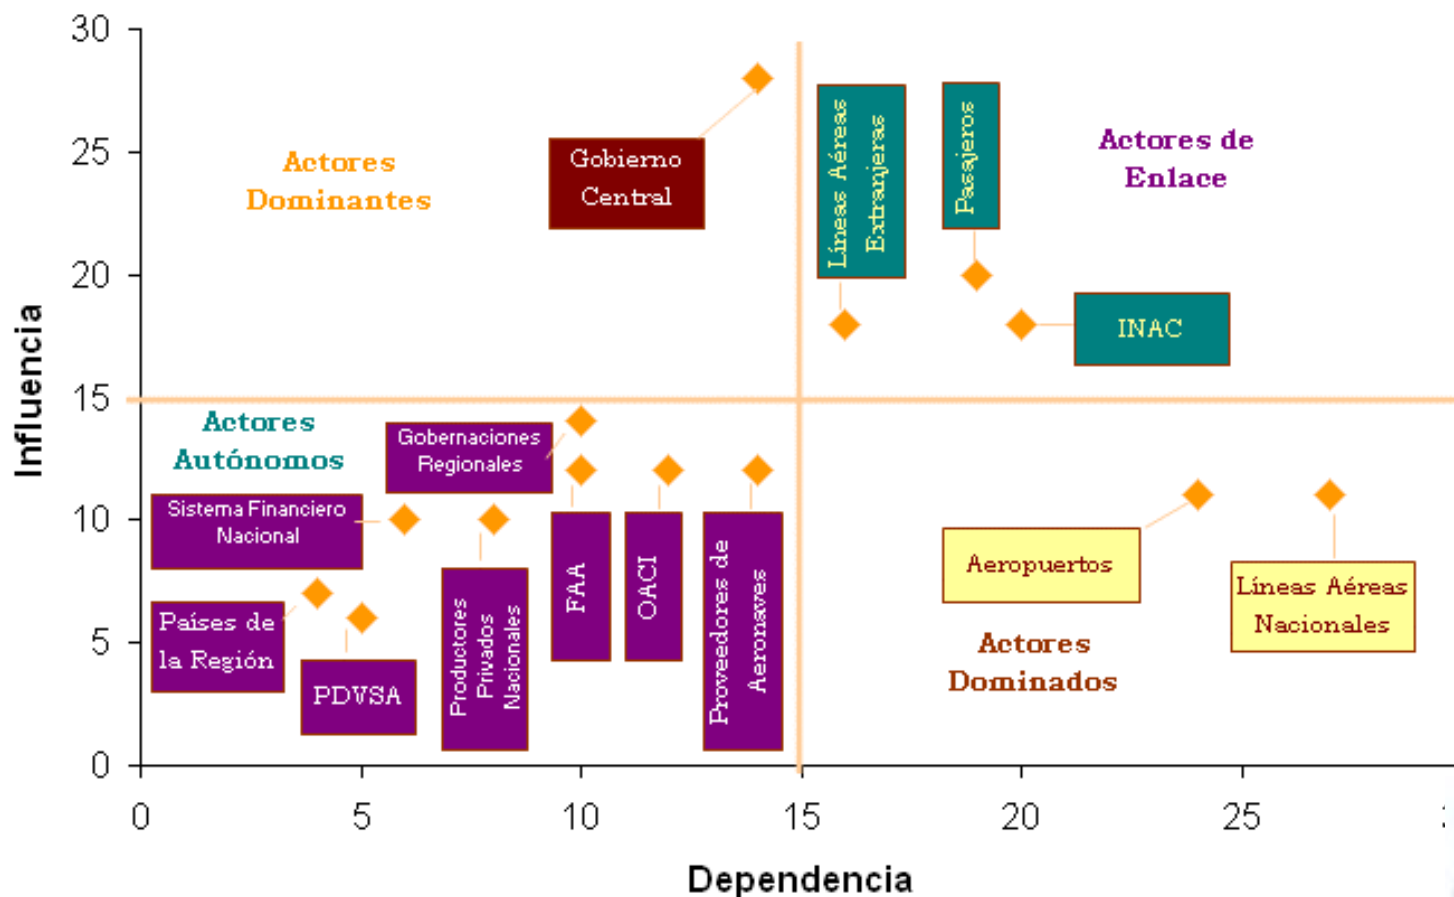 30
25
20
15
10
5
0
Influencia
Actores
Dominantes
Gobierno
Central
Líneas Aéreas
Extranjeras
Pasajeros
Actores de
Enlace
INAC
Actores
Autónomos
Gobernaciones
Regionales
Sistema Financiero
Nacional
Países de
la Región
PDVSA
Productores
Privados
Nacionales
FAA
OACI
Proveedores de
Aeronaves
Aeropuertos
Líneas Aéreas
Nacionales
Actores
Dominados
0
5
10
15
20
25
Dependencia